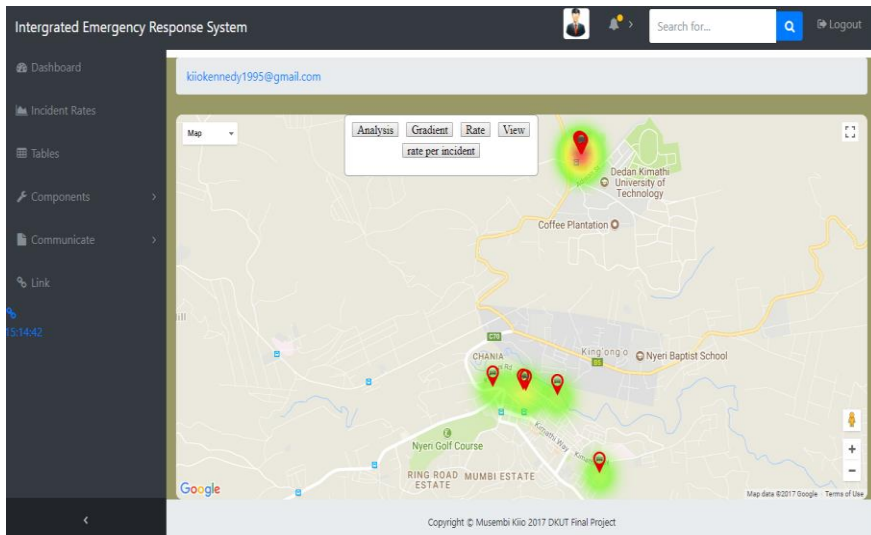 Intergrated Emergency Response System
Search for...
Logout
Dashboard
Incident Rates
Tables
Components
Communicate
Link
15:14:42
kiiokennedy1995@gmail.com
Map
Analysis Gradient Rate View
rate per incident
Dedan Kimathi
University of
Technology
Coffee Plantation
CHANIA
King'ong'o
Nyeri Baptist School
Nyeri Golf Course
Kimathi Way
RING ROAD
ESTATE
MUMBI ESTATE
Google
Map data ©2017 Google Terms of Use
Copyright © Musembi Kiio 2017 DKUT Final Project